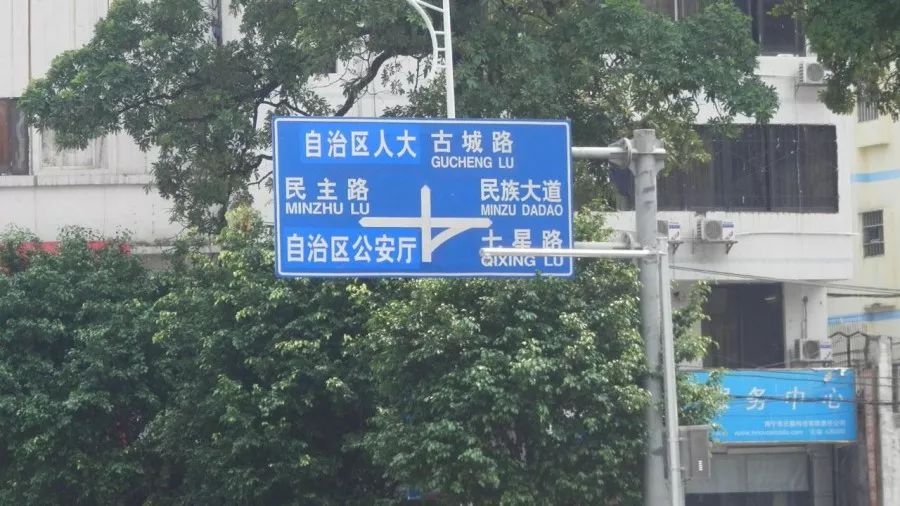 自治区人大 古城路
GUCHENG LU
民主路 民族大道
MINZHU LU MINZU DADAO
自治区公安厅 七星路
QIXING LU
务中心